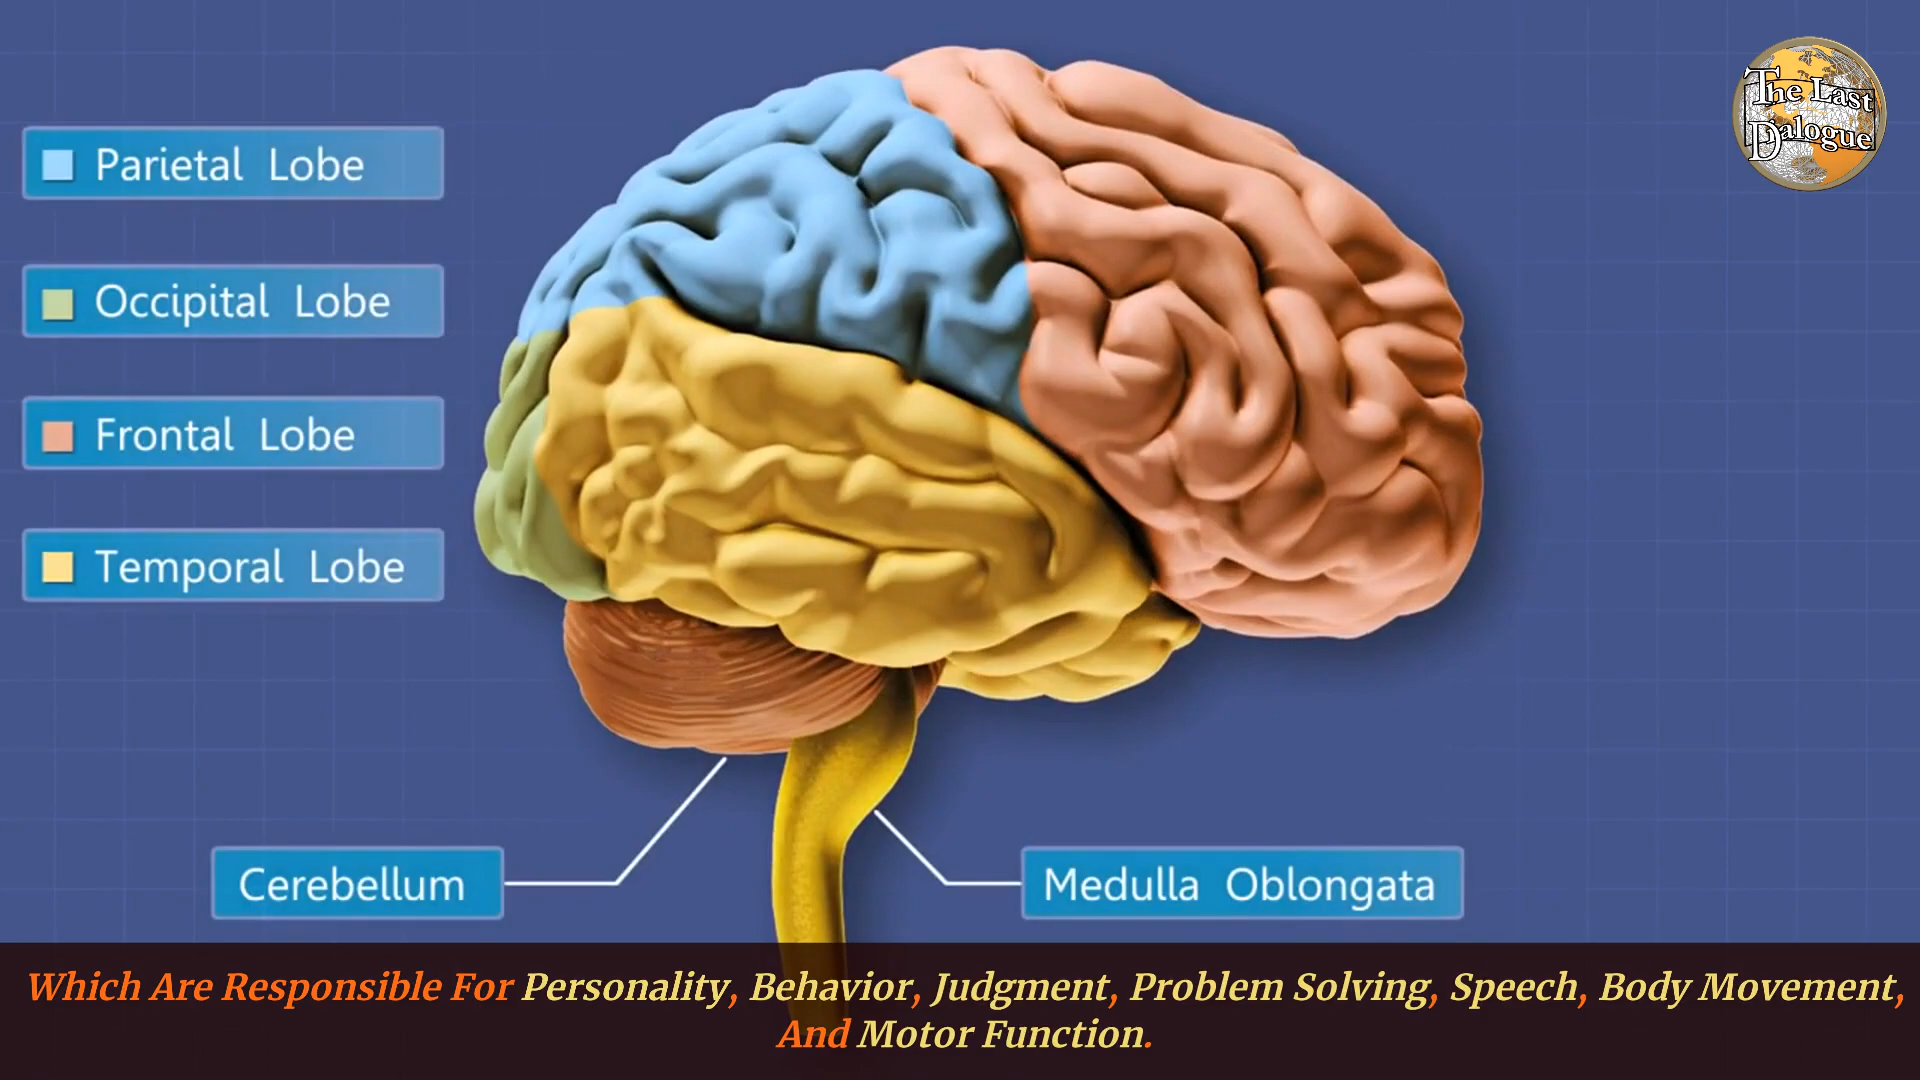 The Last
Dialogue
Parietal Lobe
Occipital Lobe
Frontal Lobe
Temporal Lobe
Cerebellum
Medulla Oblongata
Which Are Responsible For Personality, Behavior, Judgment, Problem Solving, Speech, Body Movement,
And Motor Function.